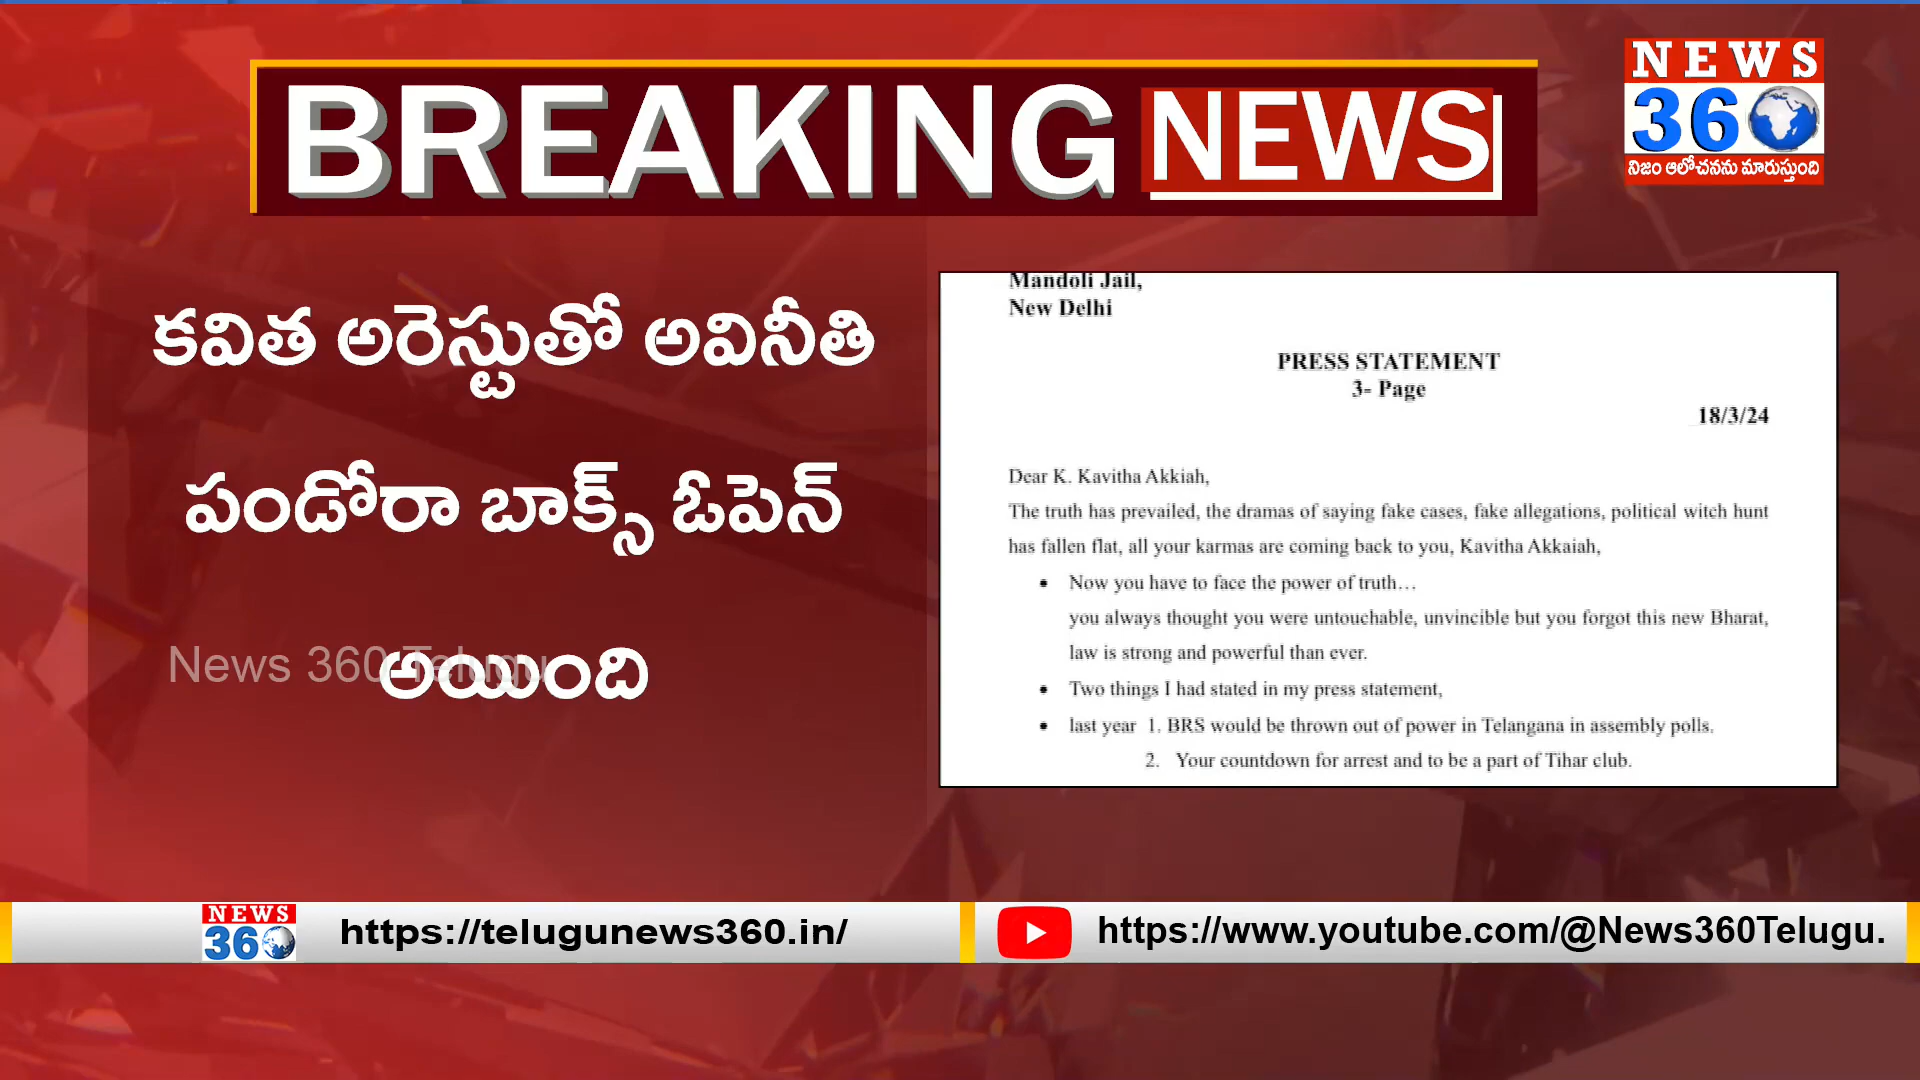 BREAKING NEWS
NEWS
360
నిజం ఆలోచనను మారుస్తుంది
కవిత అరెస్టుతో అవినీతి
పండోరా బాక్స్ ఓపెన్
అయింది
News 360 Telugu
Mandoli Jail,
New Delhi
PRESS STATEMENT
3- Page
18/3/24
Dear K. Kavitha Akkiah,
The truth has prevailed, the dramas of saying fake cases, fake allegations, political witch hunt
has fallen flat, all your karmas are coming back to you, Kavitha Akkaiah,
• Now you have to face the power of truth…
you always thought you were untouchable, unvincible but you forgot this new Bharat,
law is strong and powerful than ever.
• Two things I had stated in my press statement,
• last year 1. BRS would be thrown out of power in Telangana in assembly polls.
2. Your countdown for arrest and to be a part of Tihar club.
NEWS
360
https://telugunews360.in/
https://www.youtube.com/@News360Telugu.